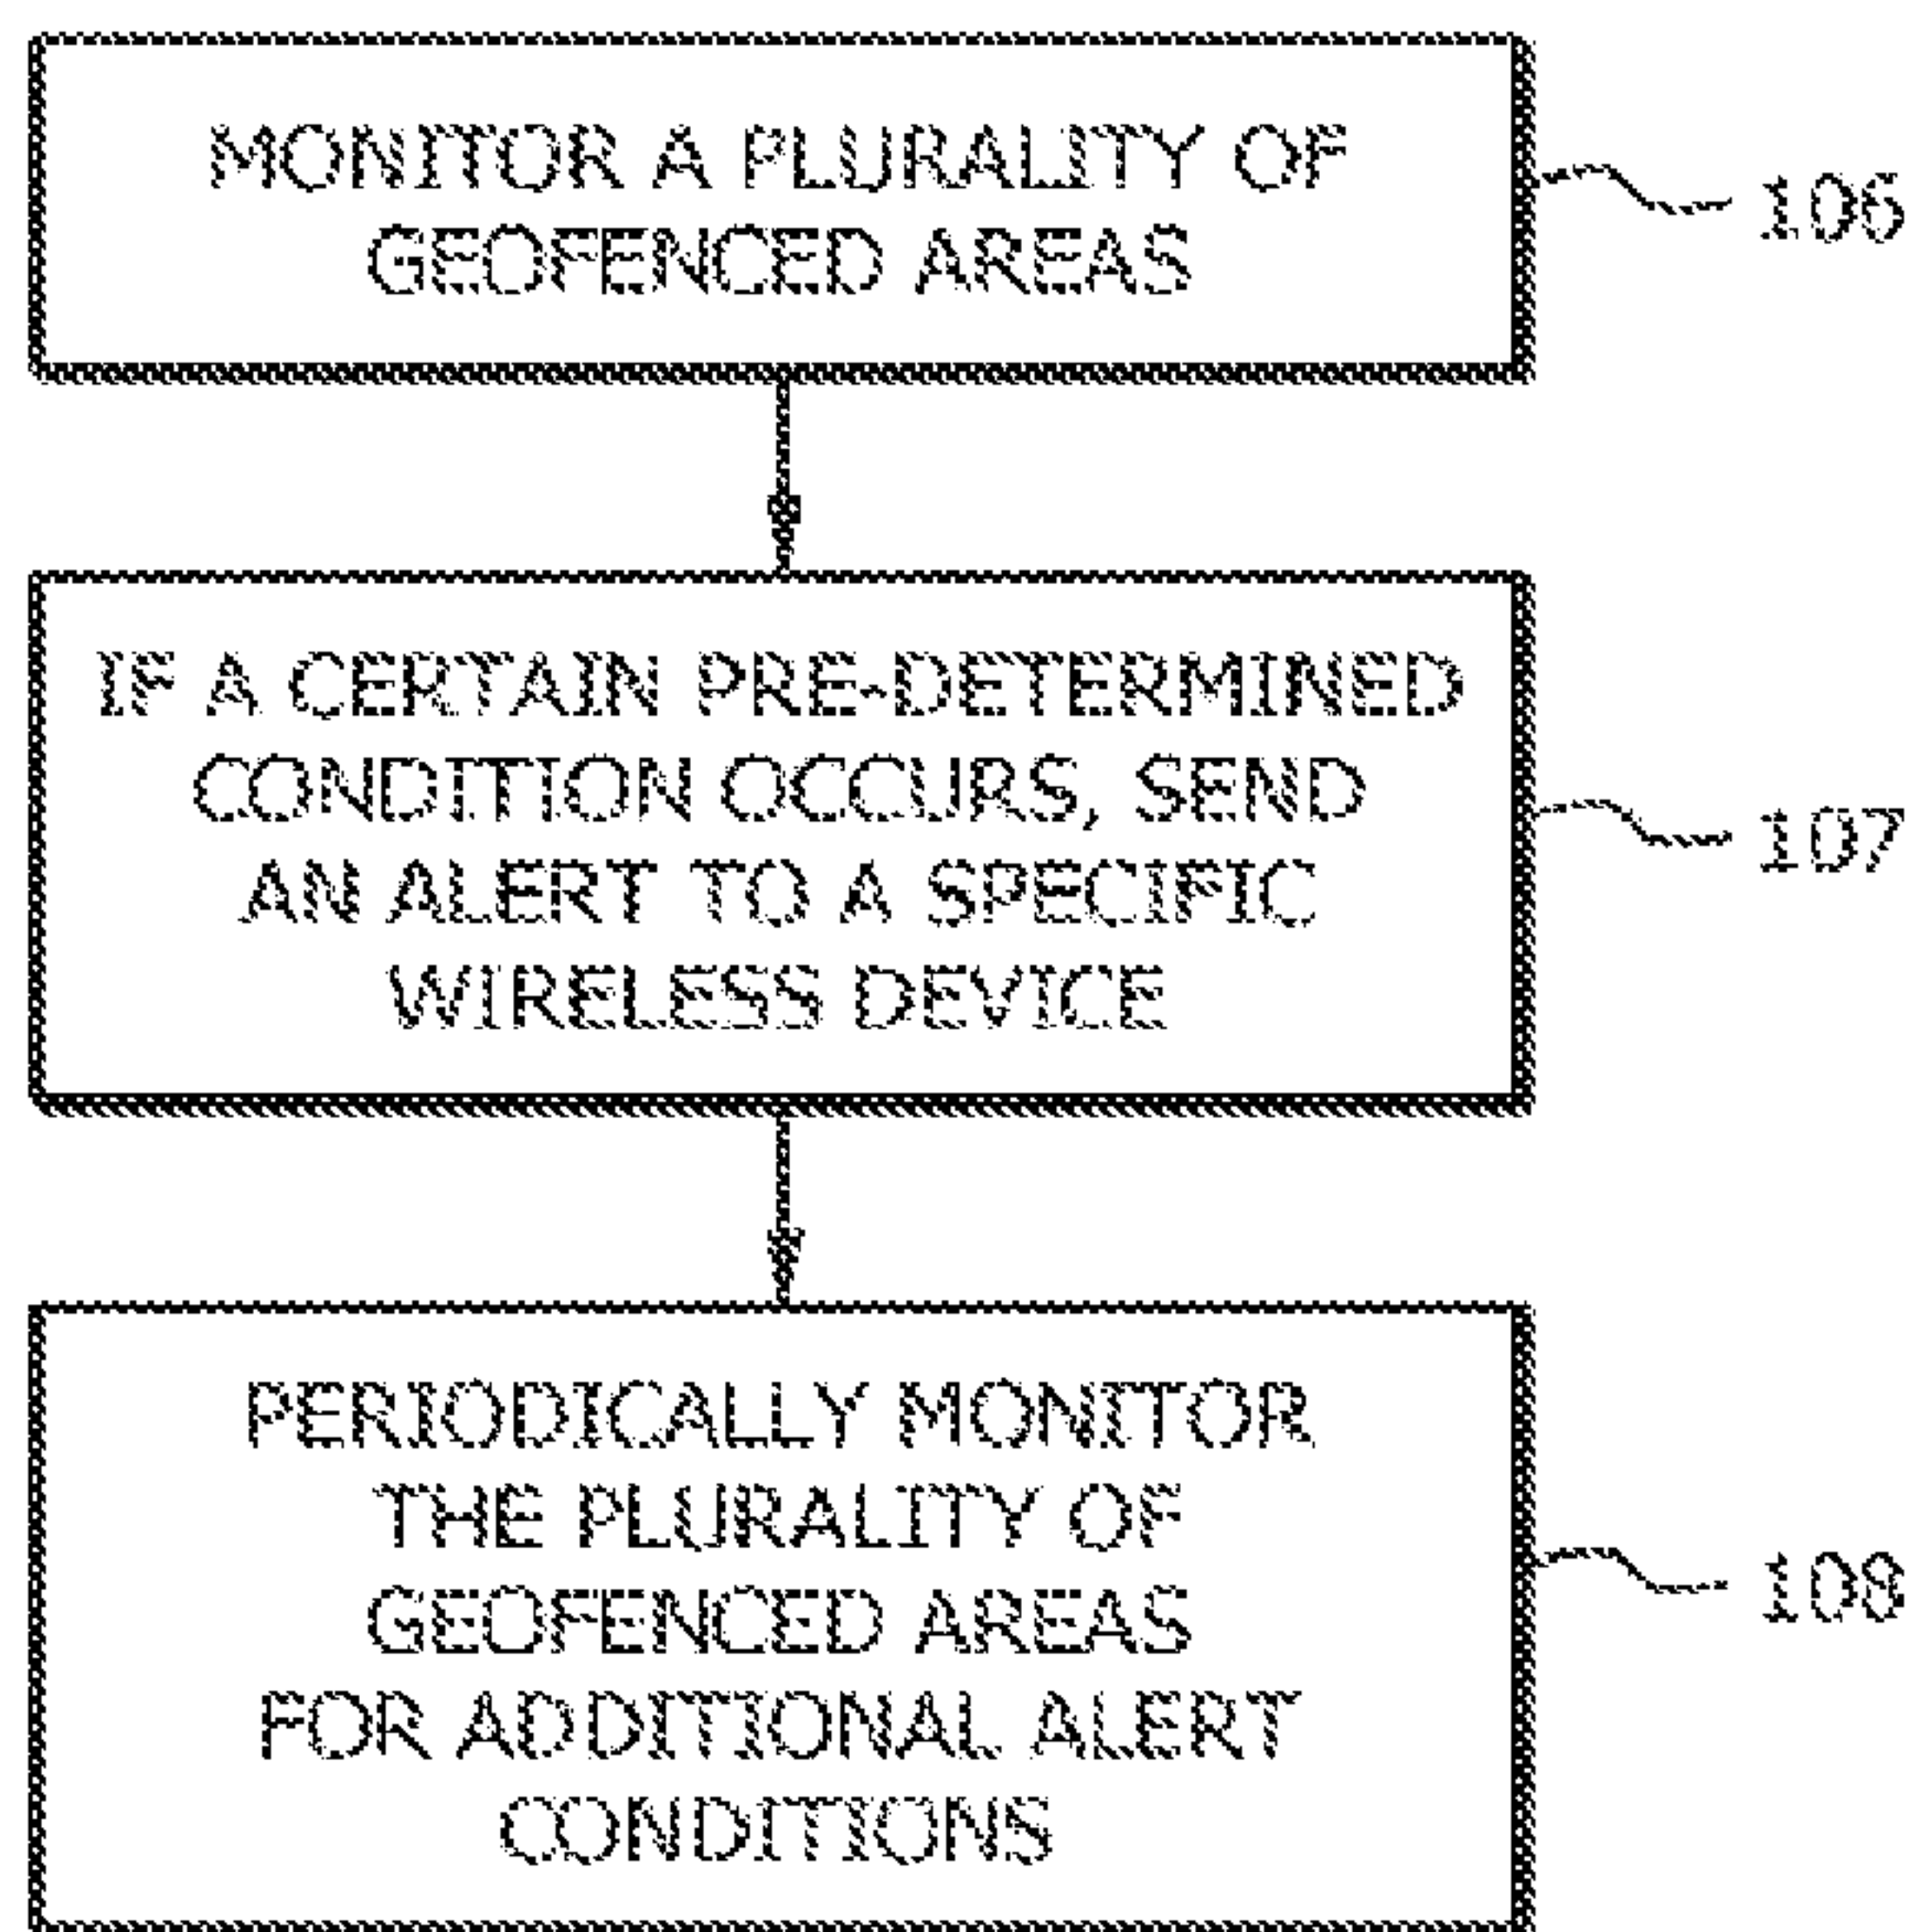 MONITOR A PLURALITY OF
GEOFENCED AREAS
106
IF A CERTAIN PRE-DETERMINED
CONDITION OCCURS, SEND
AN ALERT TO A SPECIFIC
WIRELESS DEVICE
107
PERIODICALLY MONITOR
THE PLURALITY OF
GEOFENCED AREAS
FOR ADDITIONAL ALERT
CONDITIONS
108